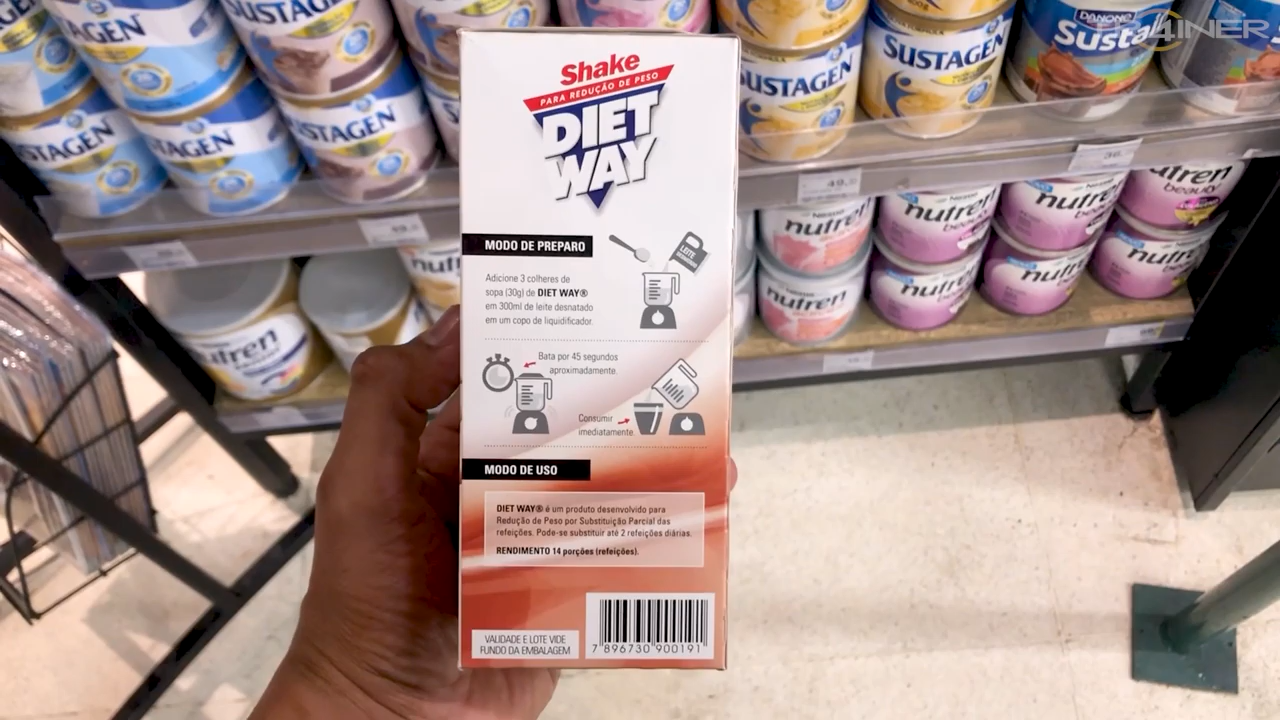 Shake
PARA REDUÇÃO DE PESO
DIET
WAY
MODO DE PREPARO
LEITE
Adicione 3 colheres de
sopa (30g) de DIET WAY®
em 300ml de leite desnatado
em um copo de liquidificador.
Bata por 45 segundos
aproximadamente.
Consumir
imediatamente.
MODO DE USO
DIET WAY® é um produto desenvolvido para
Redução de Peso por Substituição Parcial das
refeições. Pode-se substituir até 2 refeições diárias.
RENDIMENTO 14 porções (refeições).
VALIDADE E LOTE VIDE
FUNDO DA EMBALAGEM
7 896730 900191
SUSTAGEN
SUSTAGEN
DANONE
nutren
beauty
nutren
beauty
nutren
nutren
nutren